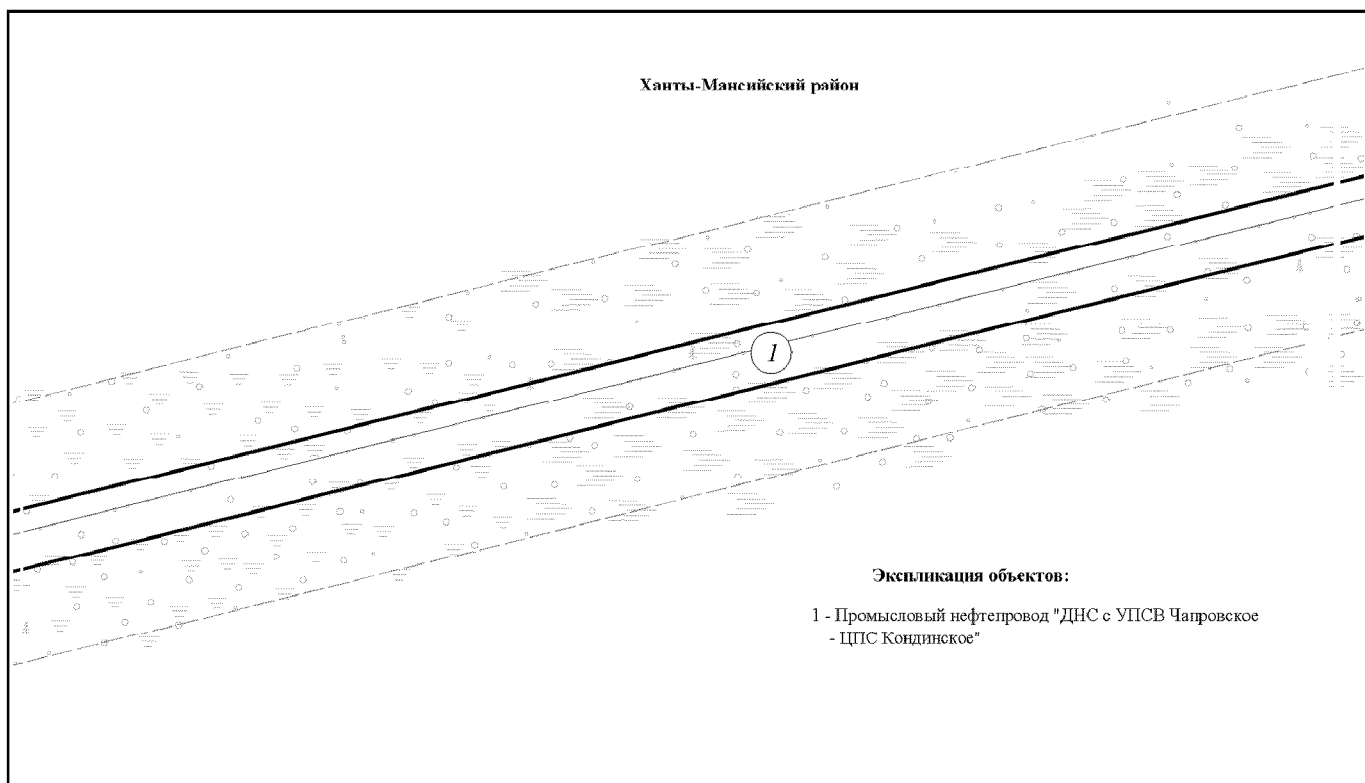 Ханты-Мансийский район
1
Экспликация объектов:
1 - Промысловый нефтепровод "ДНС с УПСВ Чапровское
- ЦПС Кондинское"